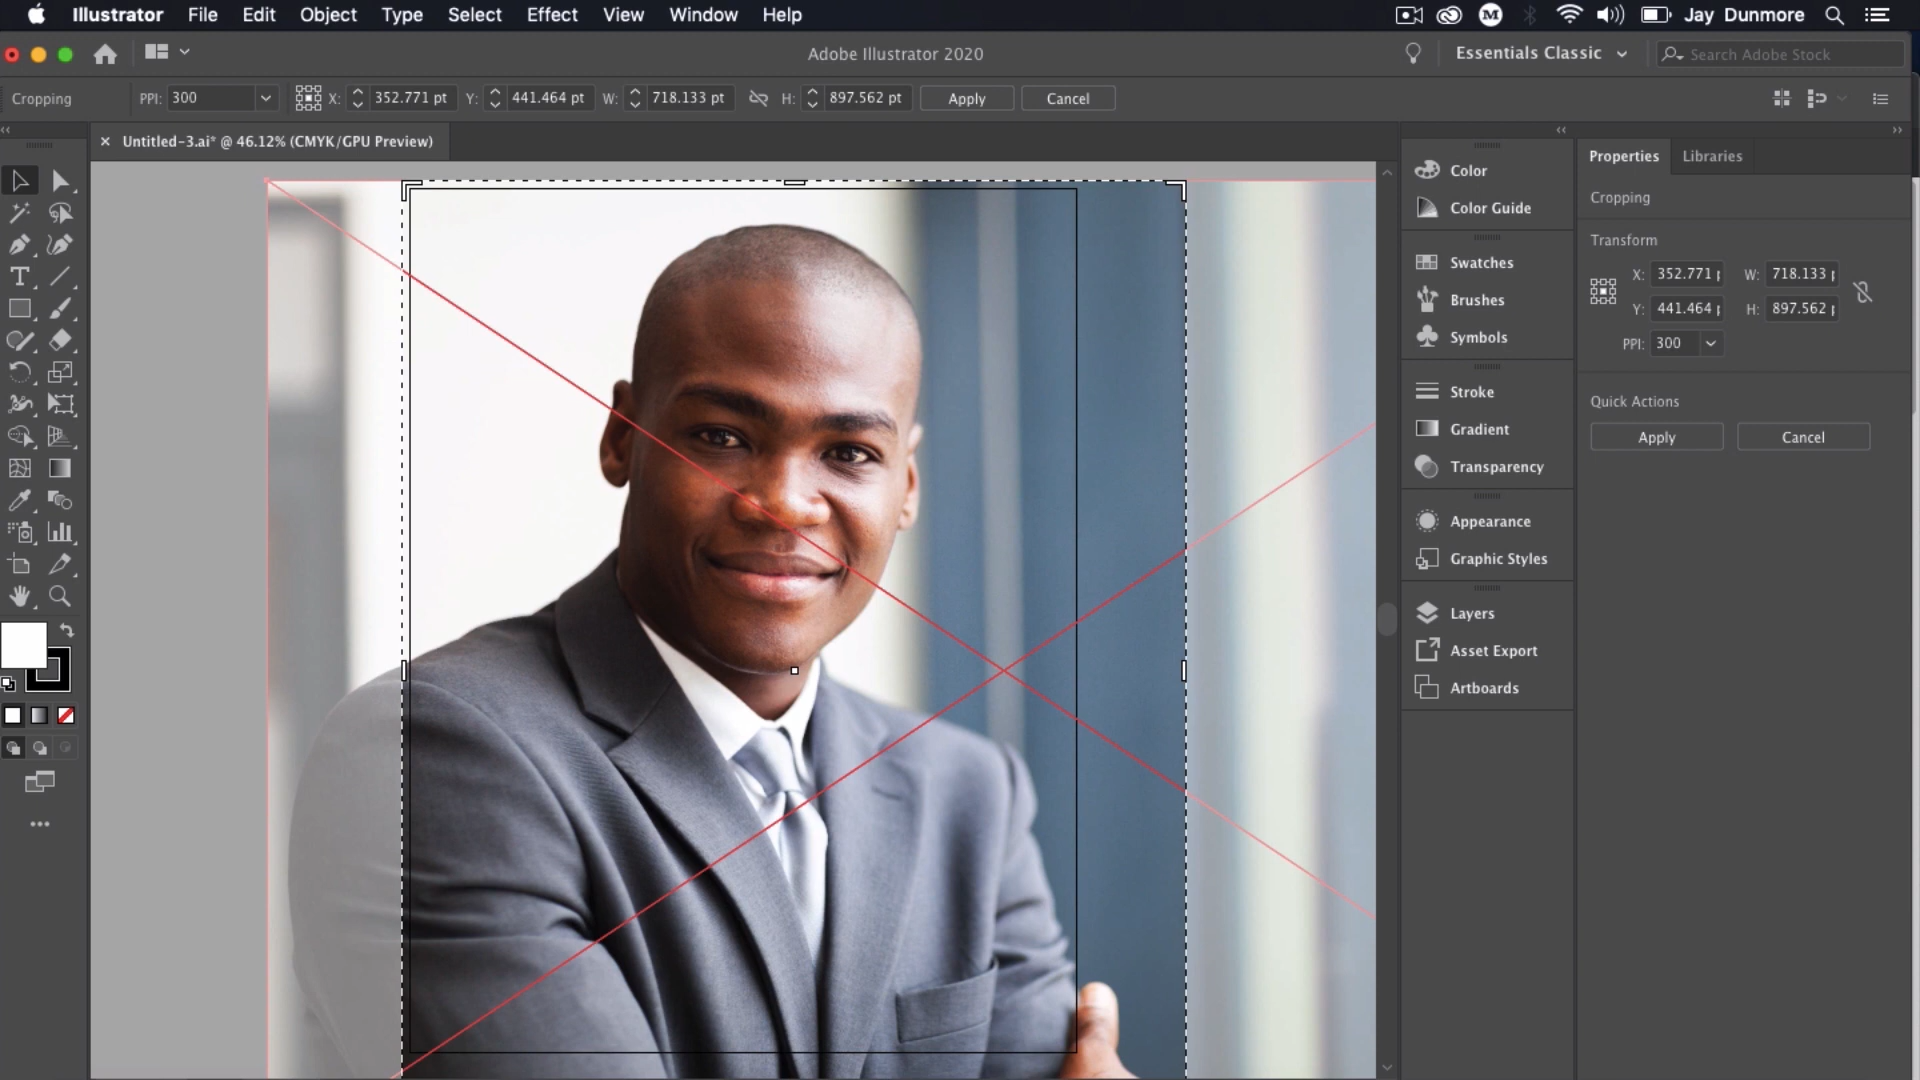 Illustrator File Edit Object Type Select Effect View Window Help M Jay Dunmore
Adobe Illustrator 2020 Essentials Classic Search Adobe Stock
Cropping PPI: 300 X: 352.771 pt Y: 441.464 pt W: 718.133 pt H: 897.562 pt Apply Cancel
× Untitled-3.ai* @ 46.12% (CMYK/GPU Preview)
Color
Color Guide
Swatches
Brushes
Symbols
Stroke
Gradient
Transparency
Appearance
Graphic Styles
Layers
Asset Export
Artboards
Properties Libraries
Cropping
Transform
X: 352.771 W: 718.133
Y: 441.464 H: 897.562
PPI: 300
Quick Actions
Apply Cancel